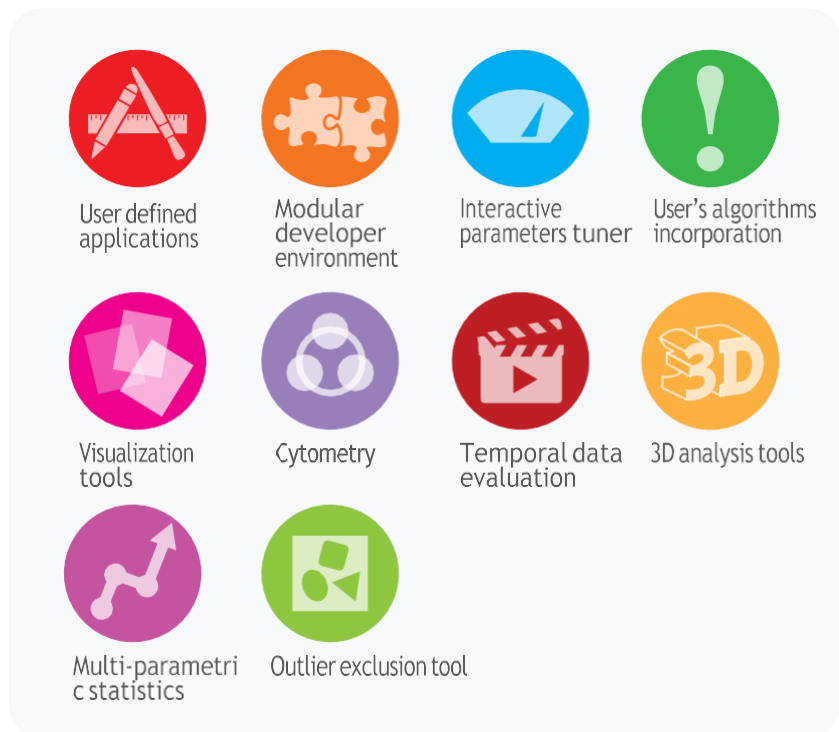 User defined
applications
Modular
developer
environment
Interactive
parameters tuner
User's algorithms
incorporation
Visualization
tools
Cytometry
Temporal data
evaluation
3D
3D analysis tools
Multi-parametri
c statistics
Outlier exclusion tool